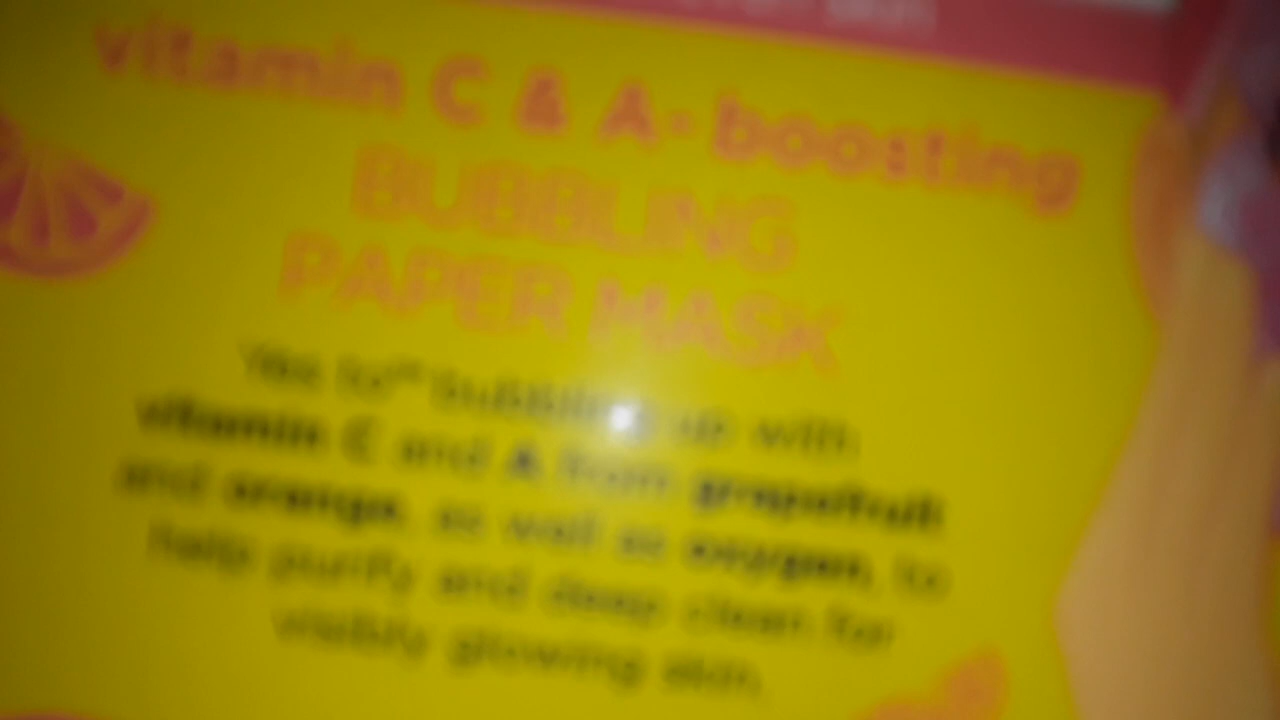 vitamin C & A-boosting
BUBBLING
PAPER MASK
Yes to™ bubbling up with
vitamin C and A from grapefruit
and orange, as well as oxygen, to
help purify and deep clean for
visibly glowing skin.